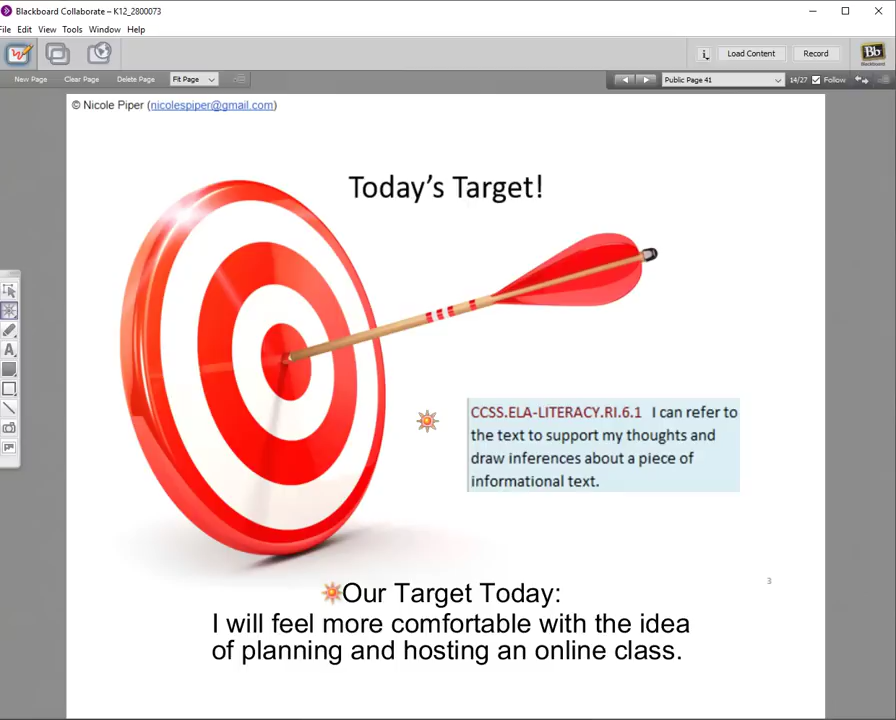 Blackboard Collaborate – K12_2800073
File Edit View Tools Window Help
Load Content Record
Bb
Blackboard
New Page Clear Page Delete Page Fit Page
Public Page 41 14/27 Follow
© Nicole Piper (nicolespiper@gmail.com)
Today's Target!
CCSS.ELA-LITERACY.RI.6.1 I can refer to
the text to support my thoughts and
draw inferences about a piece of
informational text.
3
Our Target Today:
I will feel more comfortable with the idea
of planning and hosting an online class.